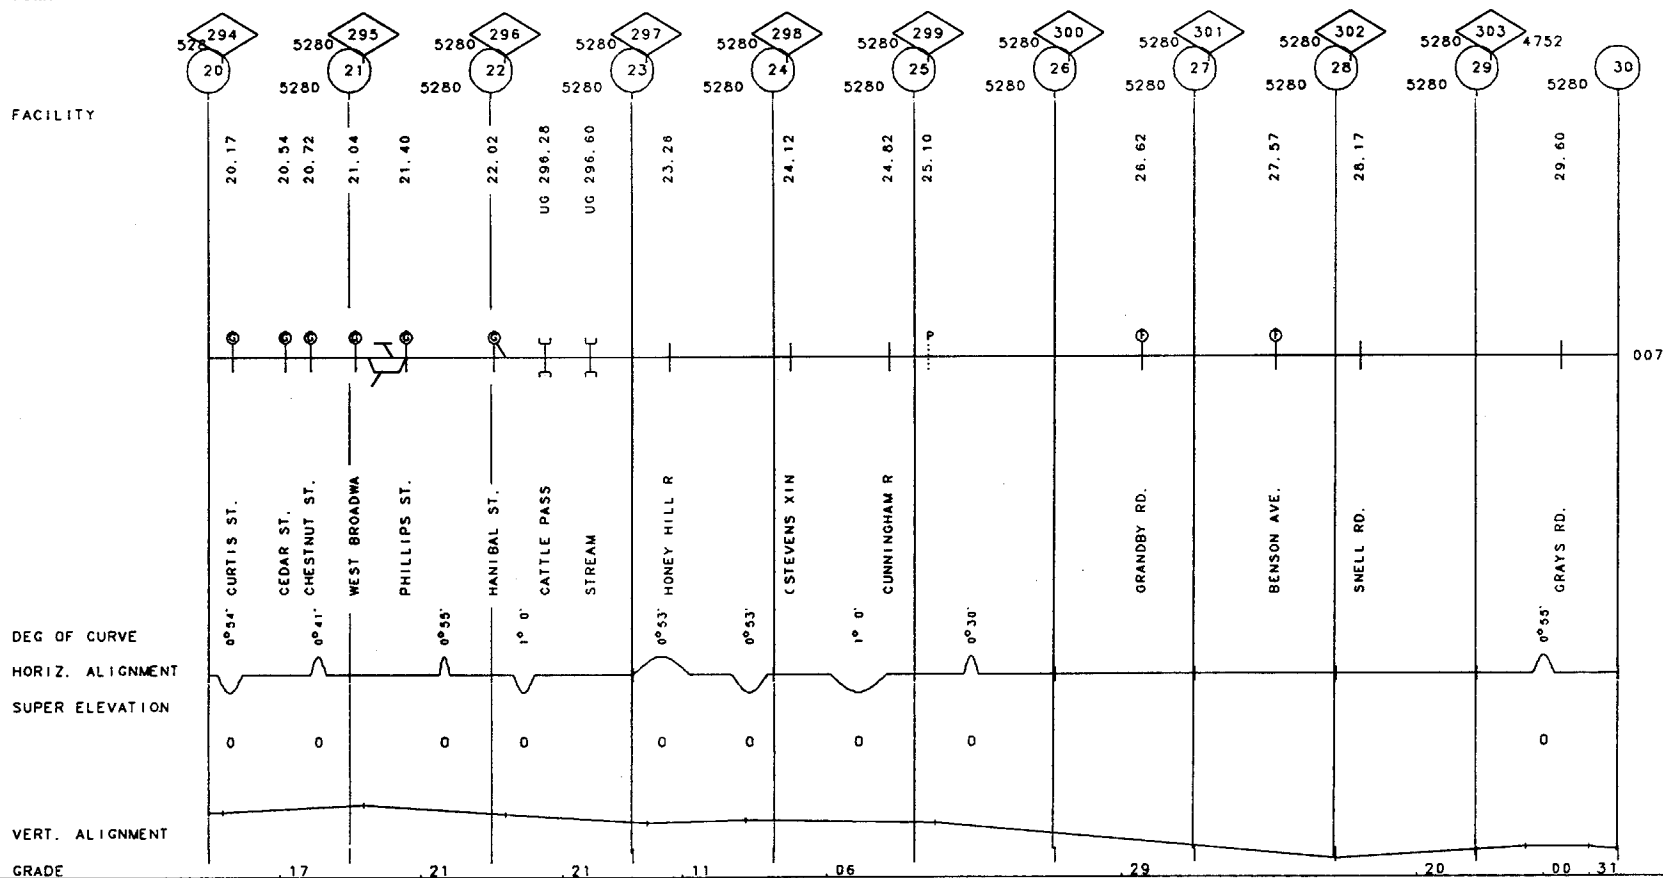 294 295 296 297 298 299 300 301 302 303
528 5280 5280 5280 5280 5280 5280 5280 5280 5280 4752
20 21 22 23 24 25 26 27 28 29 30
5280 5280 5280 5280 5280 5280 5280 5280 5280 5280
FACILITY
20.17 20.54 20.72 21.04 21.40 22.02 UG 296.28 UG 296.60 23.26 24.12 24.82 25.10 26.62 27.57 28.17 29.60
G G G G G G P F F
007
CURTIS ST. CEDAR ST. CHESTNUT ST. WEST BROADWA PHILLIPS ST. HANIBAL ST. CATTLE PASS STREAM HONEY HILL R (STEVENS XIN CUNNINGHAM R GRANDBY RD. BENSON AVE. SNELL RD. GRAYS RD.
DEG OF CURVE 0°54' 0°41' 0°55' 1° 0' 0°53' 0°53' 1° 0' 0°30' 0°55'
HORIZ. ALIGNMENT
SUPER ELEVATION
0 0 0 0 0 0 0 0 0
VERT. ALIGNMENT
GRADE .17 .21 .21 .11 .06 .29 .20 .00 .31